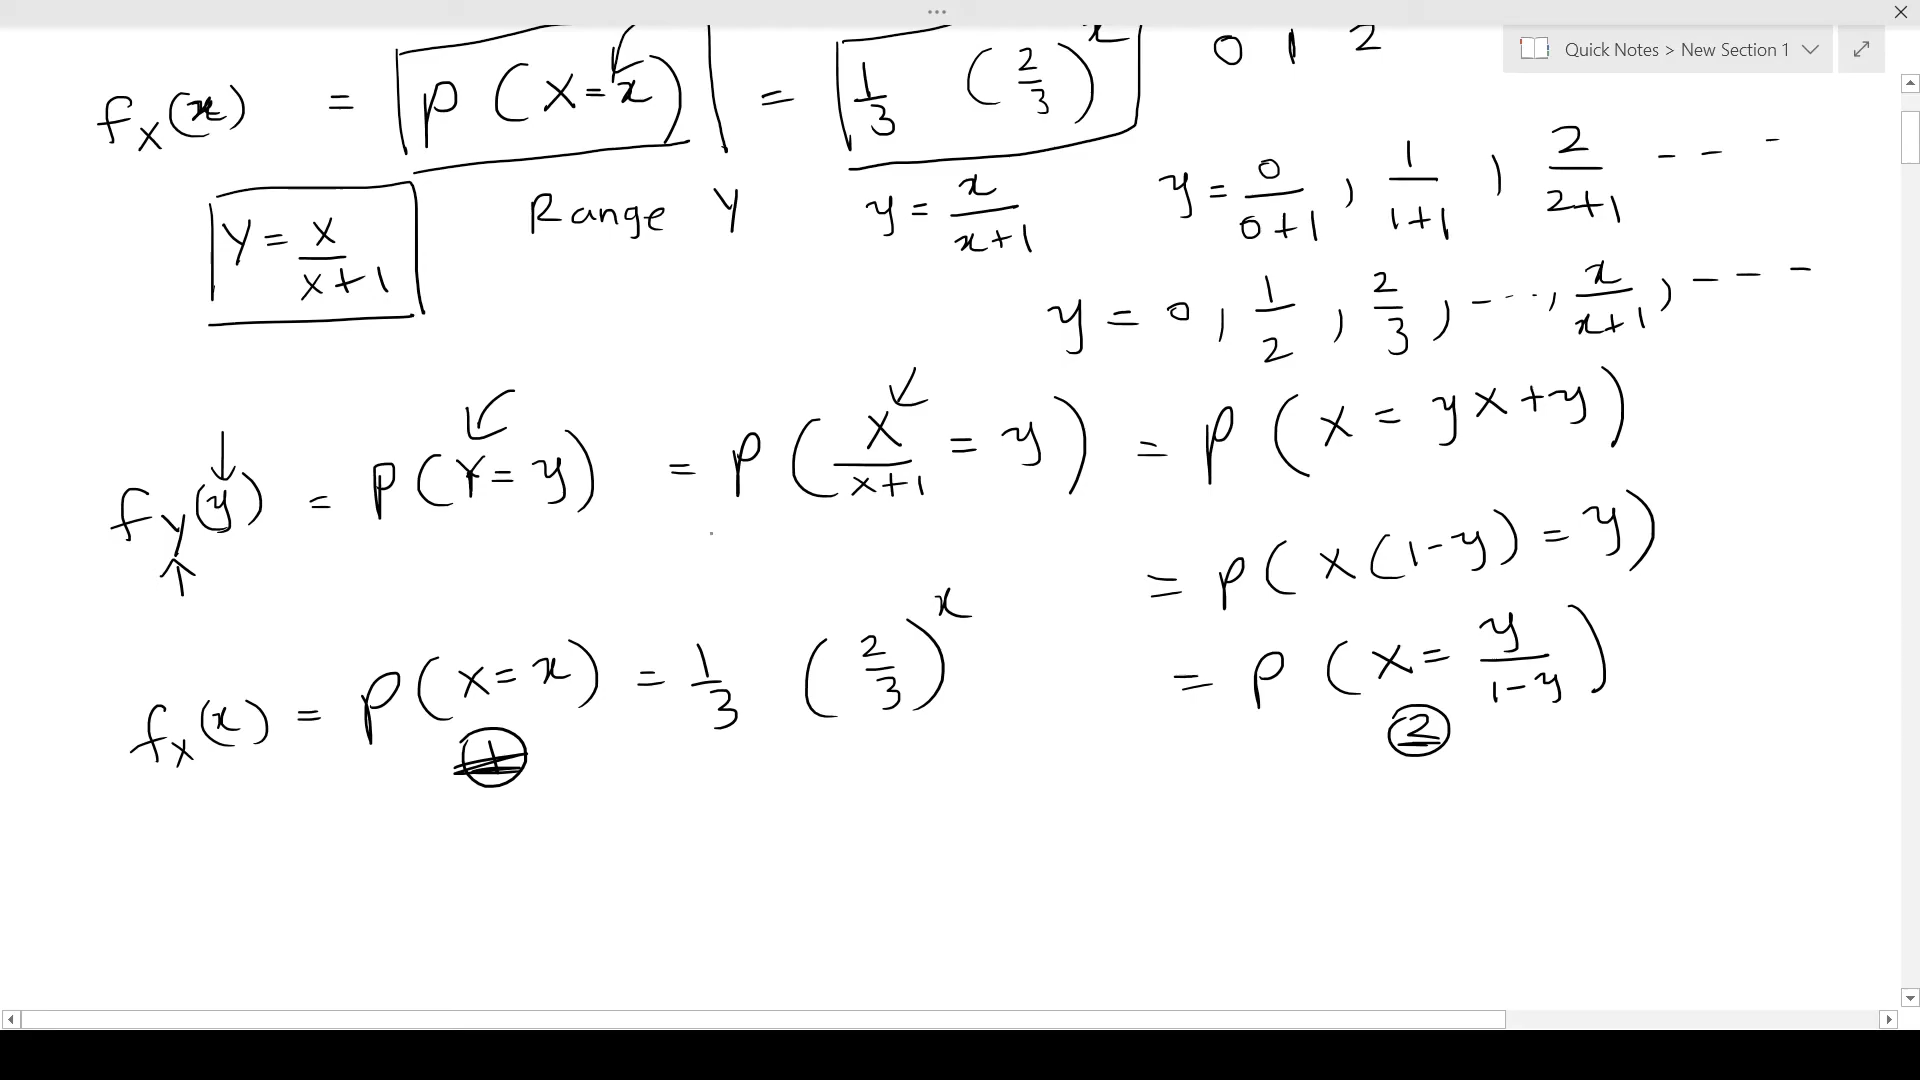 Quick Notes > New Section 1
0 1 2
f_X(x) = P(X=x) = 1/3 (2/3)^x
Y = X/(X+1) Range Y y = x/(x+1) y = 0/(0+1), 1/(1+1), 2/(2+1) - - -
y = 0, 1/2, 2/3, - - -, x/(x+1), - - -
f_Y(y) = P(Y=y) = P(X/(X+1) = y) = P(X = yX+y)
= P(X(1-y) = y)
f_X(x) = P(X=x) = 1/3 (2/3)^x = P(X = y/(1-y))
1 2